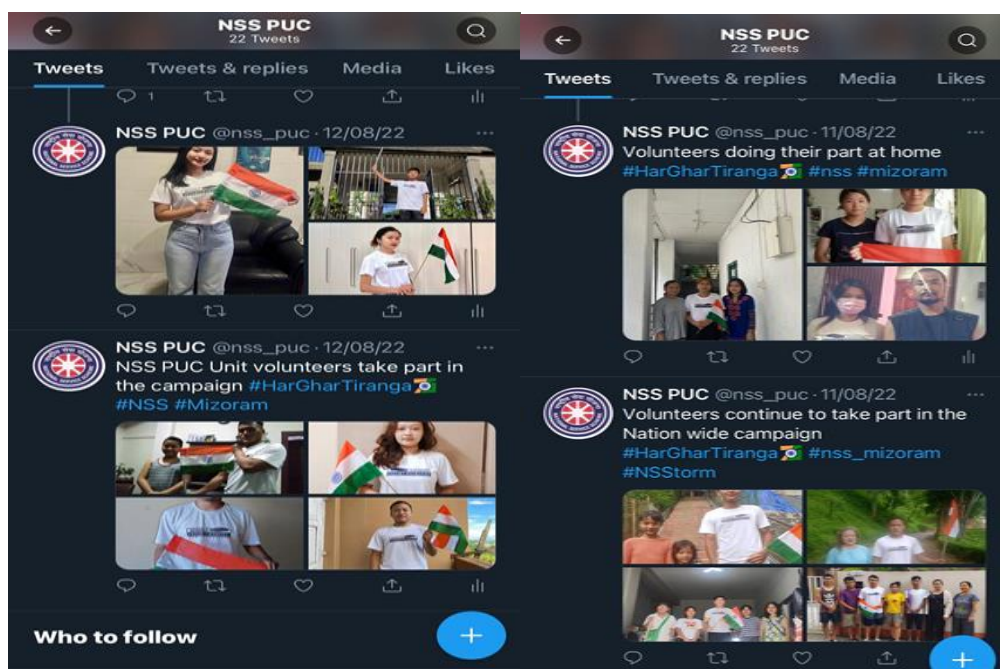 NSS PUC
22 Tweets
Tweets Tweets & replies Media Likes
1
NSS PUC @nss_puc · 12/08/22
NSS PUC @nss_puc · 12/08/22
NSS PUC Unit volunteers take part in
the campaign #HarGharTiranga
#NSS #Mizoram
Who to follow
NSS PUC
22 Tweets
Tweets Tweets & replies Media Likes
NSS PUC @nss_puc · 11/08/22
Volunteers doing their part at home
#HarGharTiranga #nss #mizoram
NSS PUC @nss_puc · 11/08/22
Volunteers continue to take part in the
Nation wide campaign
#HarGharTiranga #nss_mizoram
#NSStorm